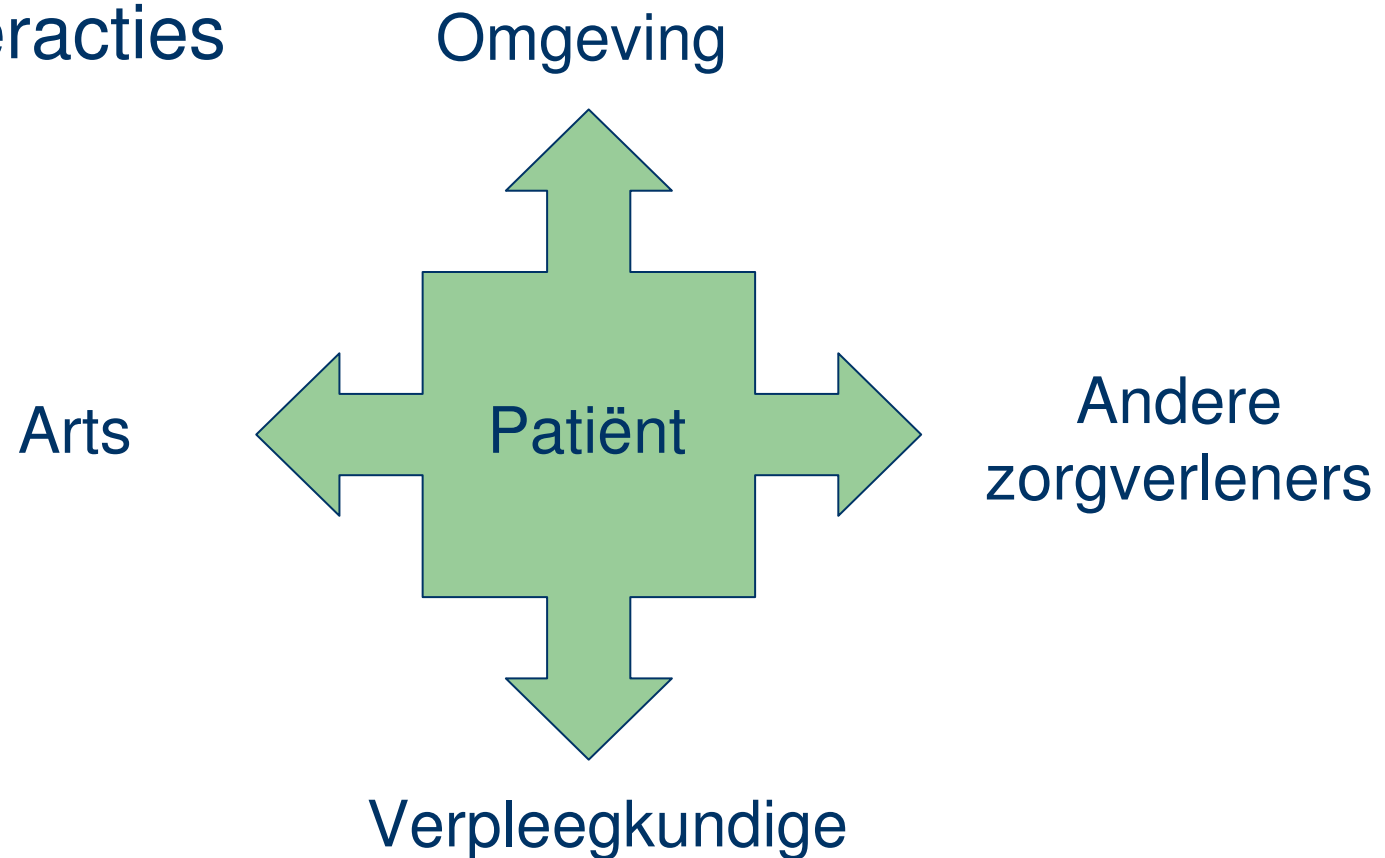 eracties
Omgeving
Arts
Patiënt
Andere
zorgverleners
Verpleegkundige